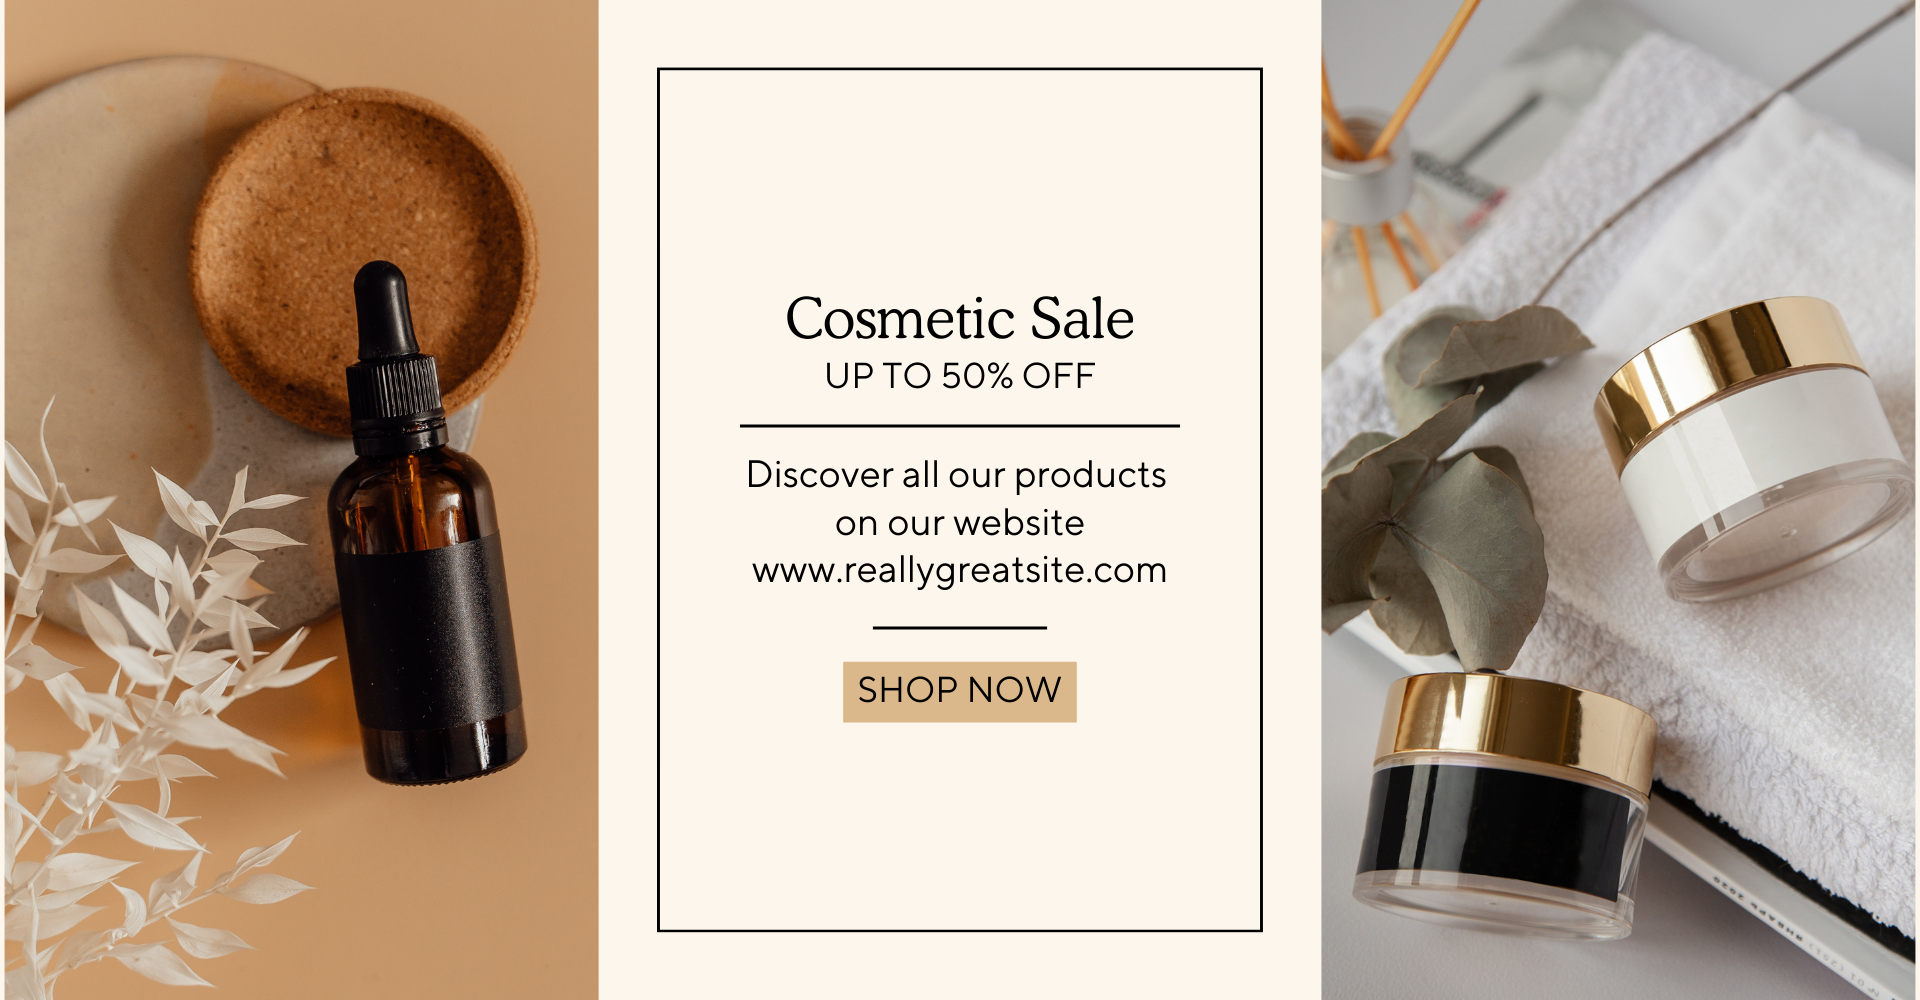 Cosmetic Sale
UP TO 50% OFF
Discover all our products
on our website
www.reallygreatsite.com
SHOP NOW